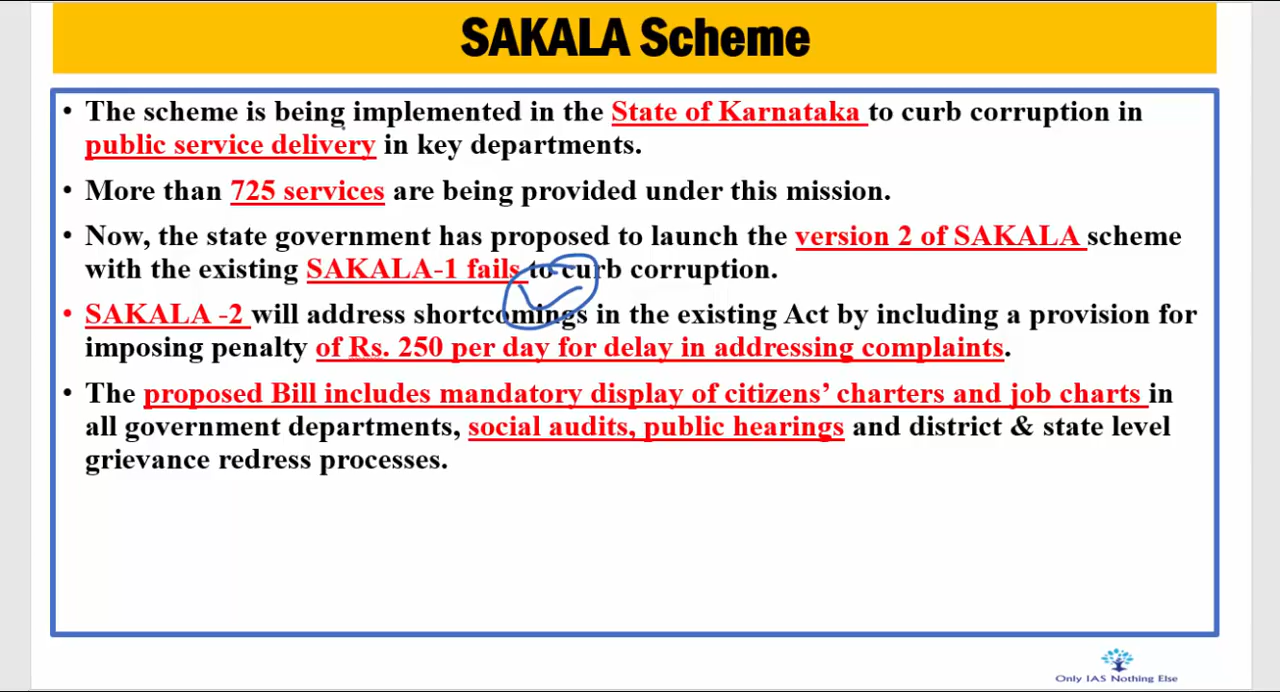 SAKALA Scheme
• The scheme is being implemented in the State of Karnataka to curb corruption in
public service delivery in key departments.
• More than 725 services are being provided under this mission.
• Now, the state government has proposed to launch the version 2 of SAKALA scheme
with the existing SAKALA-1 fails to curb corruption.
• SAKALA -2 will address shortcomings in the existing Act by including a provision for
imposing penalty of Rs. 250 per day for delay in addressing complaints.
• The proposed Bill includes mandatory display of citizens’ charters and job charts in
all government departments, social audits, public hearings and district & state level
grievance redress processes.
Only IAS Nothing Else